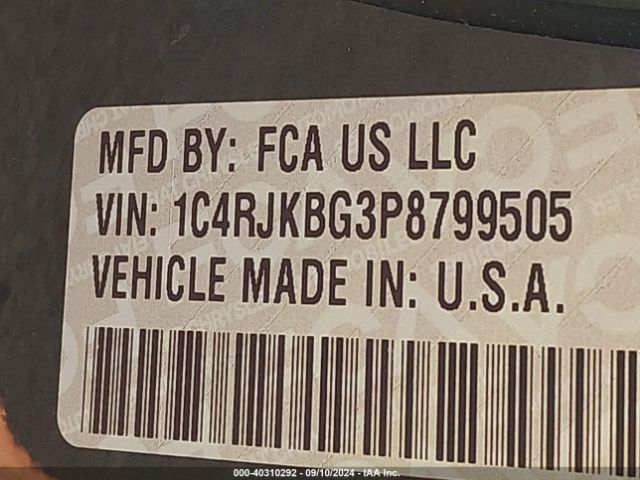 MFD BY: FCA US LLC
VIN: 1C4RJKBG3P8799505
VEHICLE MADE IN: U.S.A.
000-40310292 - 09/10/2024 - IAA Inc.